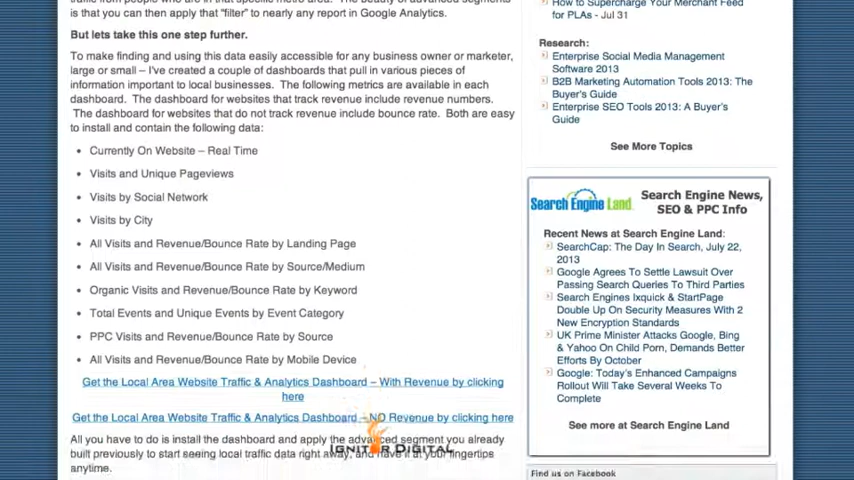 is that you can then apply that "filter" to nearly any report in Google Analytics.
But lets take this one step further.
To make finding and using this data easily accessible for any business owner or marketer,
large or small – I've created a couple of dashboards that pull in various pieces of
information important to local businesses.  The following metrics are available in each
dashboard.  The dashboard for websites that track revenue include revenue numbers.
The dashboard for websites that do not track revenue include bounce rate.  Both are easy
to install and contain the following data:
Currently On Website – Real Time
Visits and Unique Pageviews
Visits by Social Network
Visits by City
All Visits and Revenue/Bounce Rate by Landing Page
All Visits and Revenue/Bounce Rate by Source/Medium
Organic Visits and Revenue/Bounce Rate by Keyword
Total Events and Unique Events by Event Category
PPC Visits and Revenue/Bounce Rate by Source
All Visits and Revenue/Bounce Rate by Mobile Device
Get the Local Area Website Traffic & Analytics Dashboard – With Revenue by clicking
here
Get the Local Area Website Traffic & Analytics Dashboard – NO Revenue by clicking here
All you have to do is install the dashboard and apply the advanced segment you already
built previously to start seeing local traffic data right away, and have it at your fingertips
anytime.
IGNITOR DIGITAL
How to Supercharge Your Merchant Feed
for PLAs - Jul 31
Research:
Enterprise Social Media Management
Software 2013
B2B Marketing Automation Tools 2013: The
Buyer's Guide
Enterprise SEO Tools 2013: A Buyer's
Guide
See More Topics
Search Engine Land
Search Engine News,
SEO & PPC Info
Recent News at Search Engine Land:
SearchCap: The Day In Search, July 22,
2013
Google Agrees To Settle Lawsuit Over
Passing Search Queries To Third Parties
Search Engines Ixquick & StartPage
Double Up On Security Measures With 2
New Encryption Standards
UK Prime Minister Attacks Google, Bing
& Yahoo On Child Porn, Demands Better
Efforts By October
Google: Today's Enhanced Campaigns
Rollout Will Take Several Weeks To
Complete
See more at Search Engine Land
Find us on Facebook